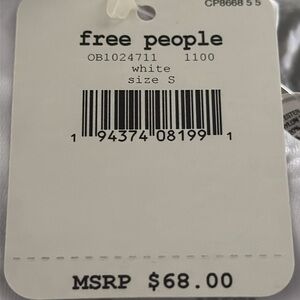 CP8668 5 5
free people
OB1024711 1100
white
size S
1 94374 08199 1
MSRP $68.00